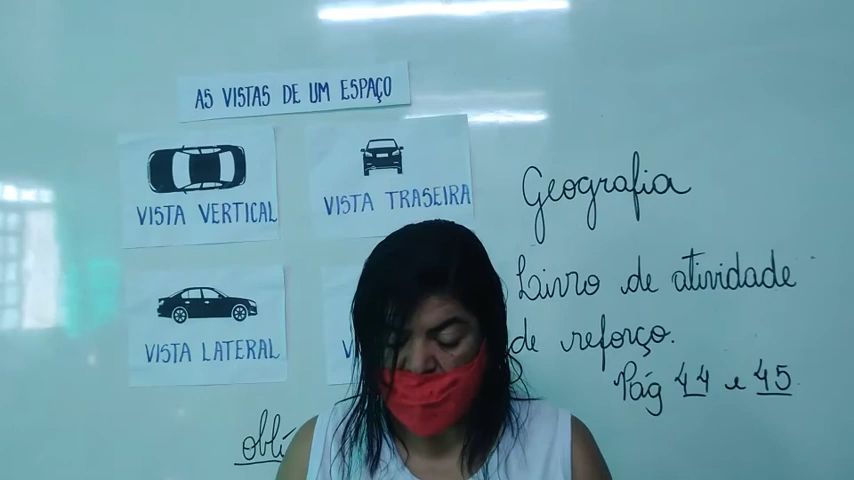 AS VISTAS DE UM ESPAÇO
VISTA VERTICAL
VISTA TRASEIRA
VISTA LATERAL
Geografia
Livro de atividade
de reforço.
Pág 44 e 45